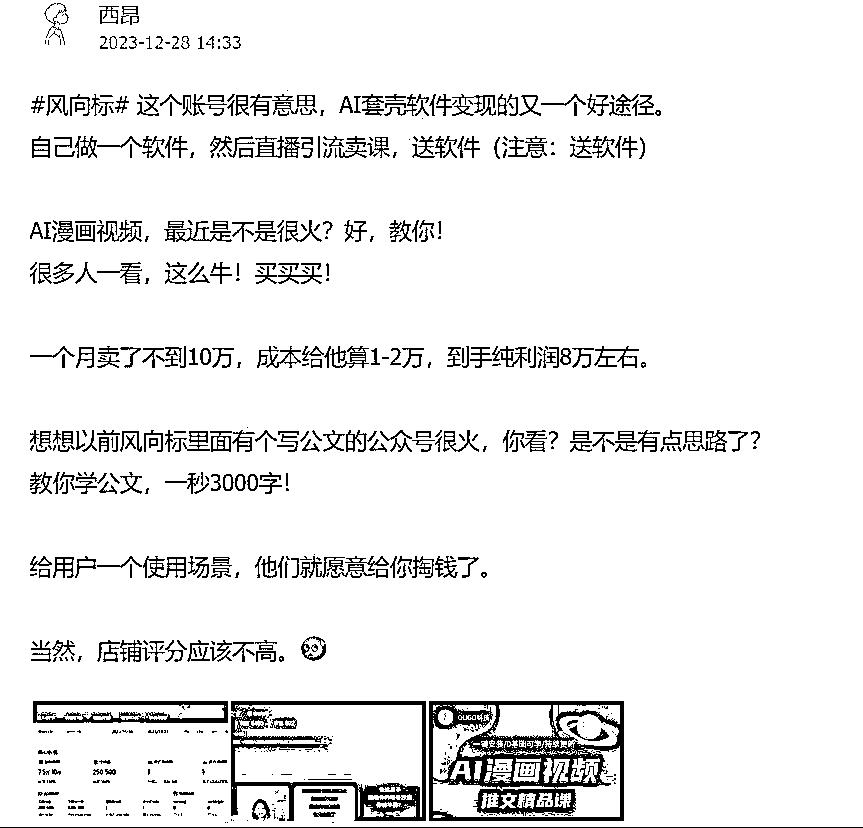 西昂
2023-12-28 14:33
#风向标# 这个账号很有意思，AI套壳软件变现的又一个好途径。
自己做一个软件，然后直播引流卖课，送软件（注意：送软件）
AI漫画视频，最近是不是很火？好，教你！
很多人一看，这么牛！买买买！
一个月卖了不到10万，成本给他算1-2万，到手纯利润8万左右。
想想以前风向标里面有个写公文的公众号很火，你看？是不是有点思路了？
教你学公文，一秒3000字！
给用户一个使用场景，他们就愿意给你掏钱了。
当然，店铺评分应该不高。
AI漫画视频
推文精品课